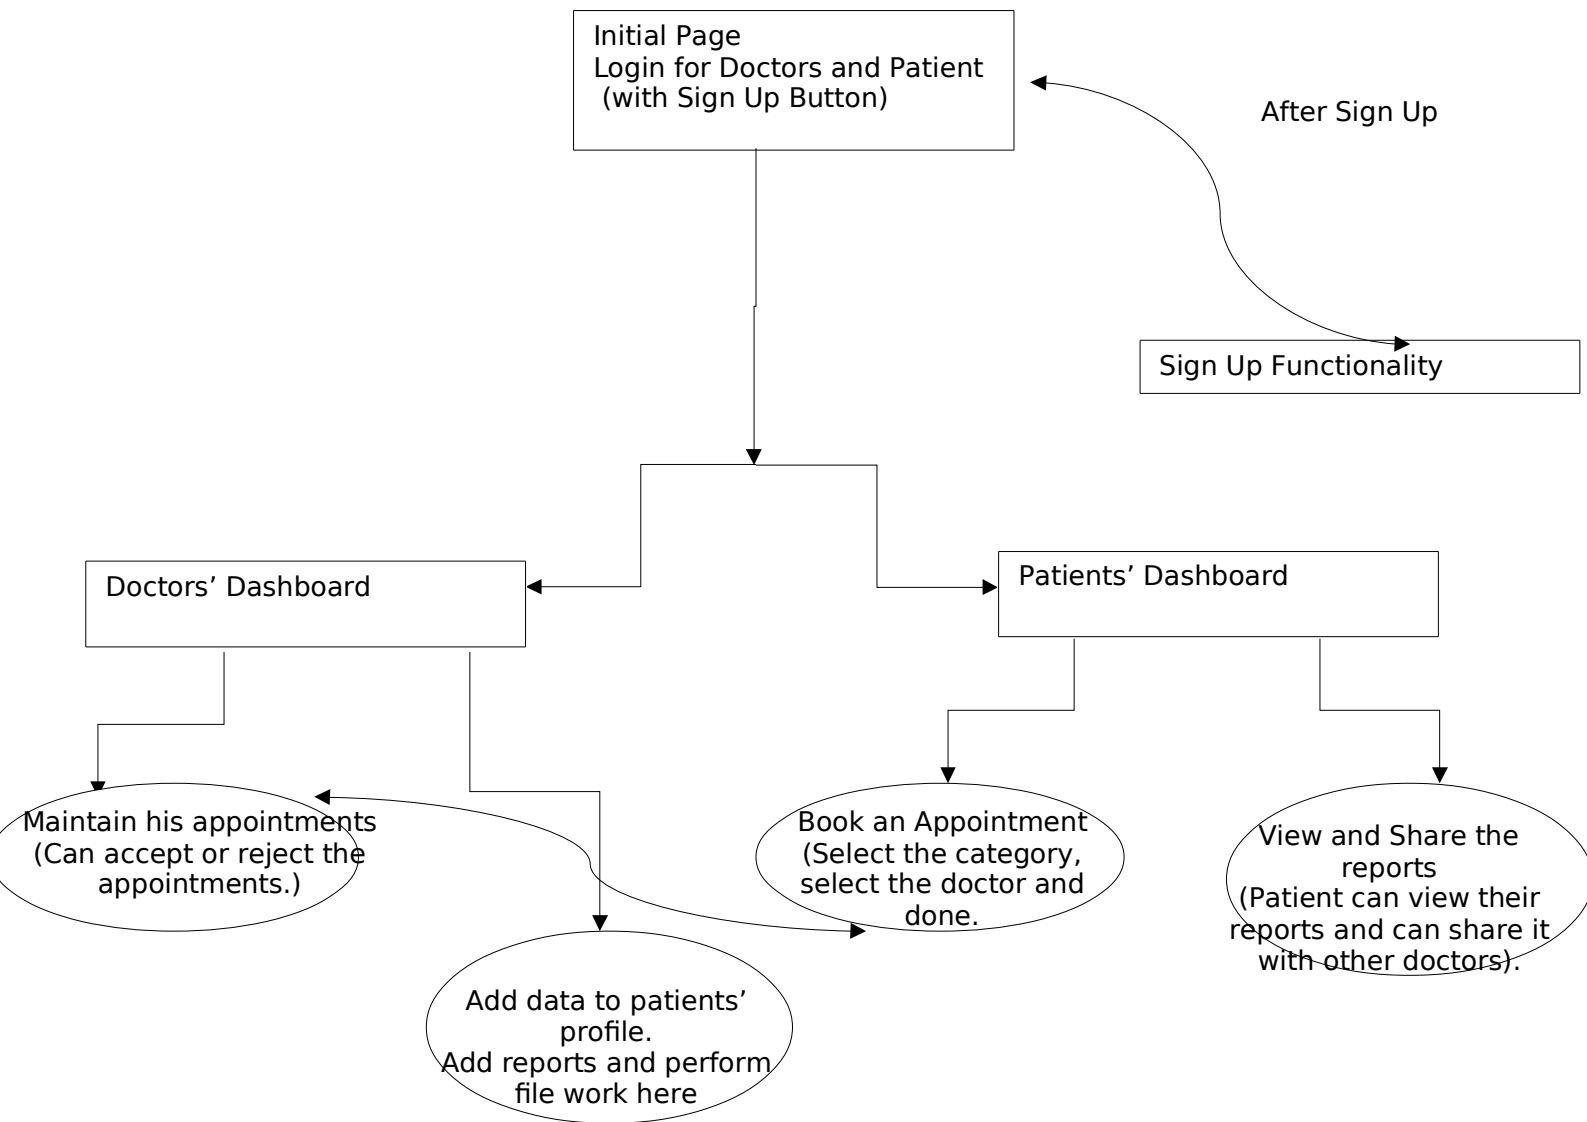 Initial Page
Login for Doctors and Patient
(with Sign Up Button)
After Sign Up
Sign Up Functionality
Doctors’ Dashboard
Patients’ Dashboard
Maintain his appointments
(Can accept or reject the
appointments.)
Book an Appointment
(Select the category,
select the doctor and
done.
View and Share the
reports
(Patient can view their
reports and can share it
with other doctors).
Add data to patients’
profile.
Add reports and perform
file work here